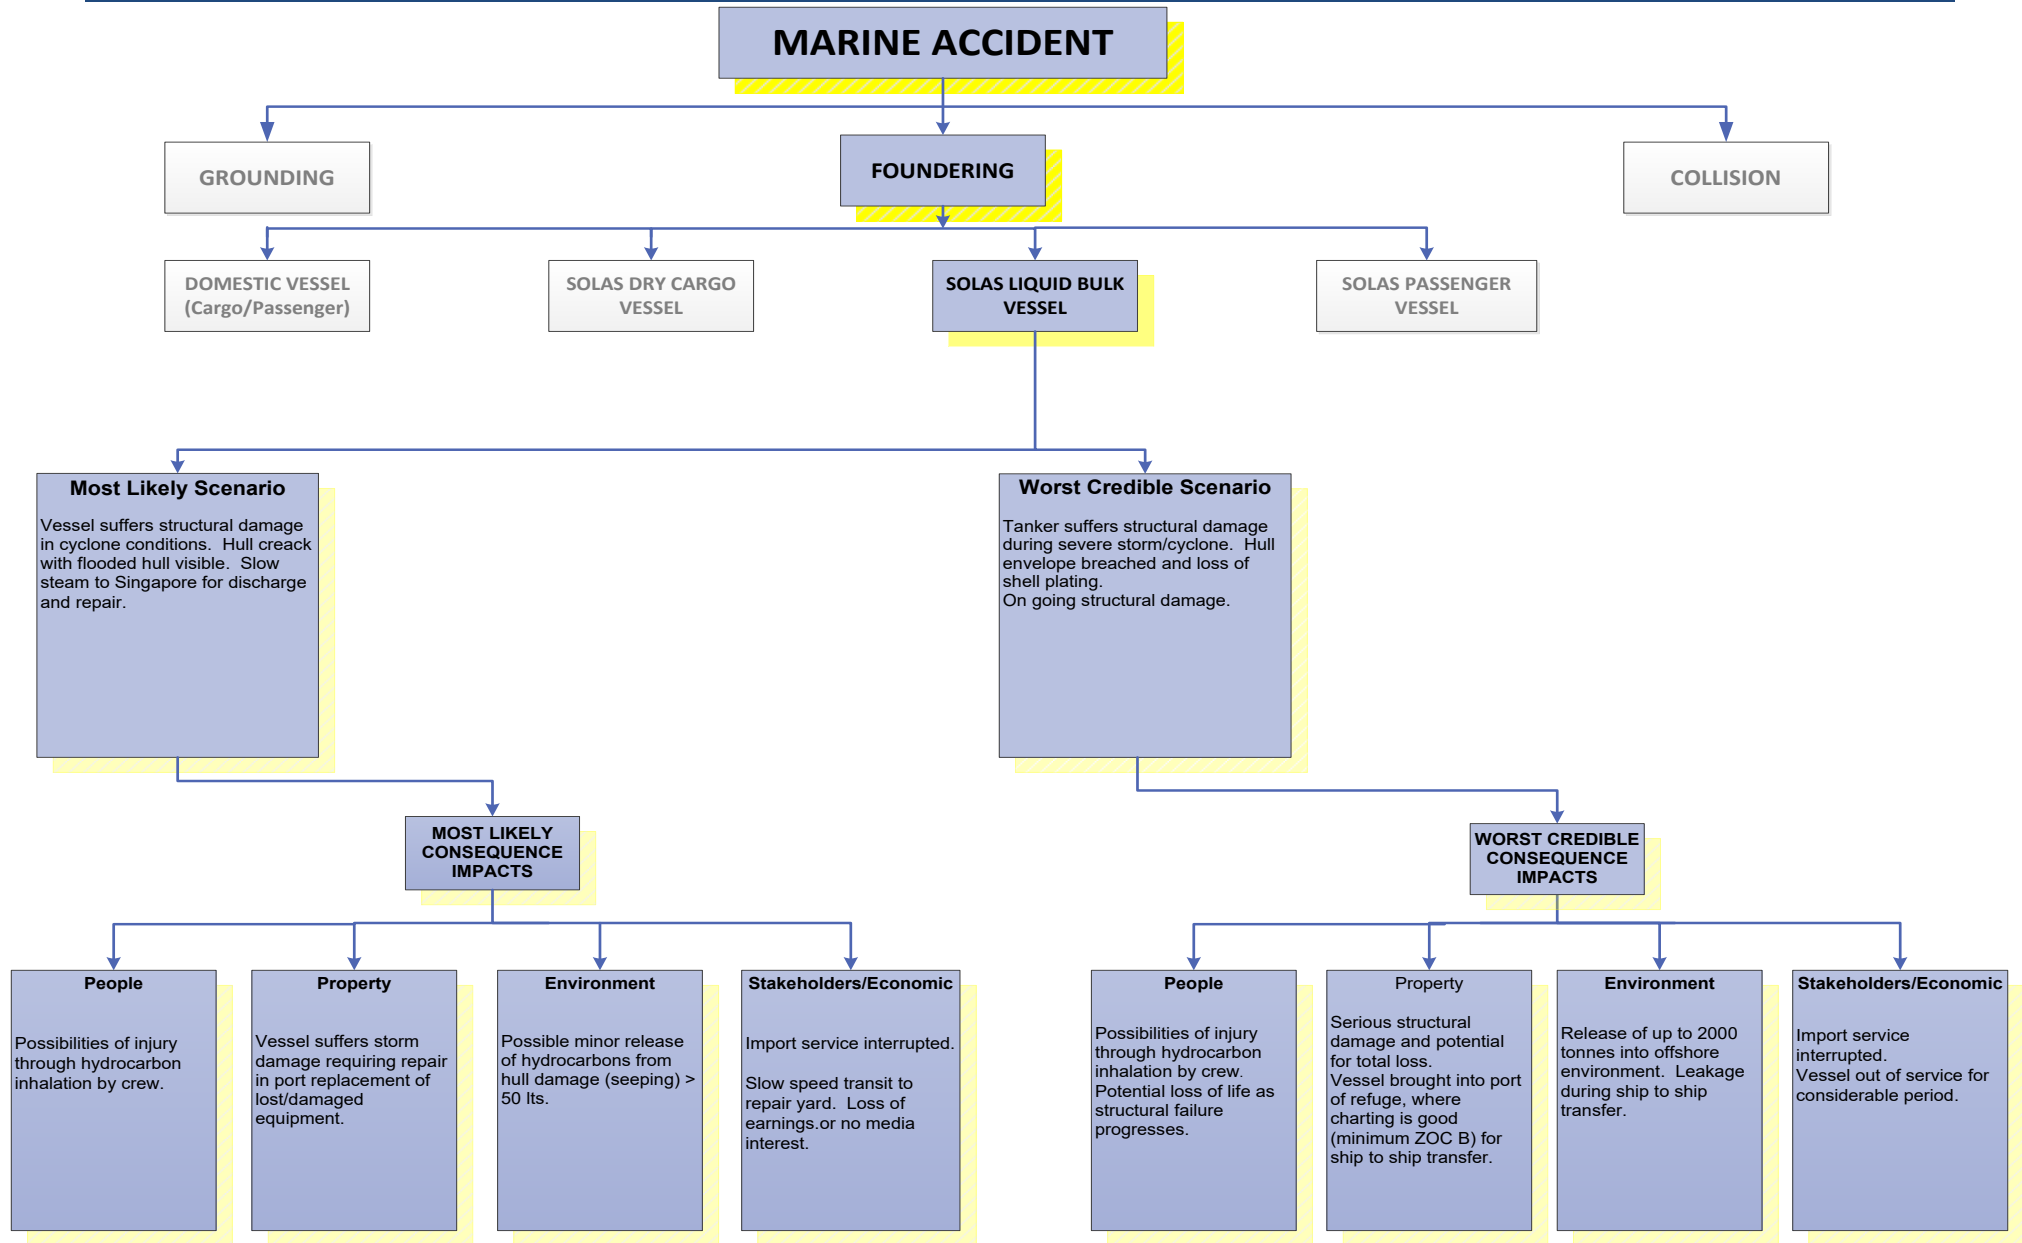 MARINE ACCIDENT
GROUNDING
FOUNDERING
COLLISION
DOMESTIC VESSEL
(Cargo/Passenger)
SOLAS DRY CARGO
VESSEL
SOLAS LIQUID BULK
VESSEL
SOLAS PASSENGER
VESSEL
Most Likely Scenario
Vessel suffers structural damage
in cyclone conditions.  Hull creack
with flooded hull visible.  Slow
steam to Singapore for discharge
and repair.
Worst Credible Scenario
Tanker suffers structural damage
during severe storm/cyclone.  Hull
envelope breached and loss of
shell plating.
On going structural damage.
MOST LIKELY
CONSEQUENCE
IMPACTS
WORST CREDIBLE
CONSEQUENCE
IMPACTS
People
Possibilities of injury
through hydrocarbon
inhalation by crew.
Property
Vessel suffers storm
damage requiring repair
in port replacement of
lost/damaged
equipment.
Environment
Possible minor release
of hydrocarbons from
hull damage (seeping) >
50 lts.
Stakeholders/Economic
Import service interrupted.
Slow speed transit to
repair yard.  Loss of
earnings.or no media
interest.
People
Possibilities of injury
through hydrocarbon
inhalation by crew.
Potential loss of life as
structural failure
progresses.
Property
Serious structural
damage and potential
for total loss.
Vessel brought into port
of refuge, where
charting is good
(minimum ZOC B) for
ship to ship transfer.
Environment
Release of up to 2000
tonnes into offshore
environment.  Leakage
during ship to ship
transfer.
Stakeholders/Economic
Import service
interrupted.
Vessel out of service for
considerable period.